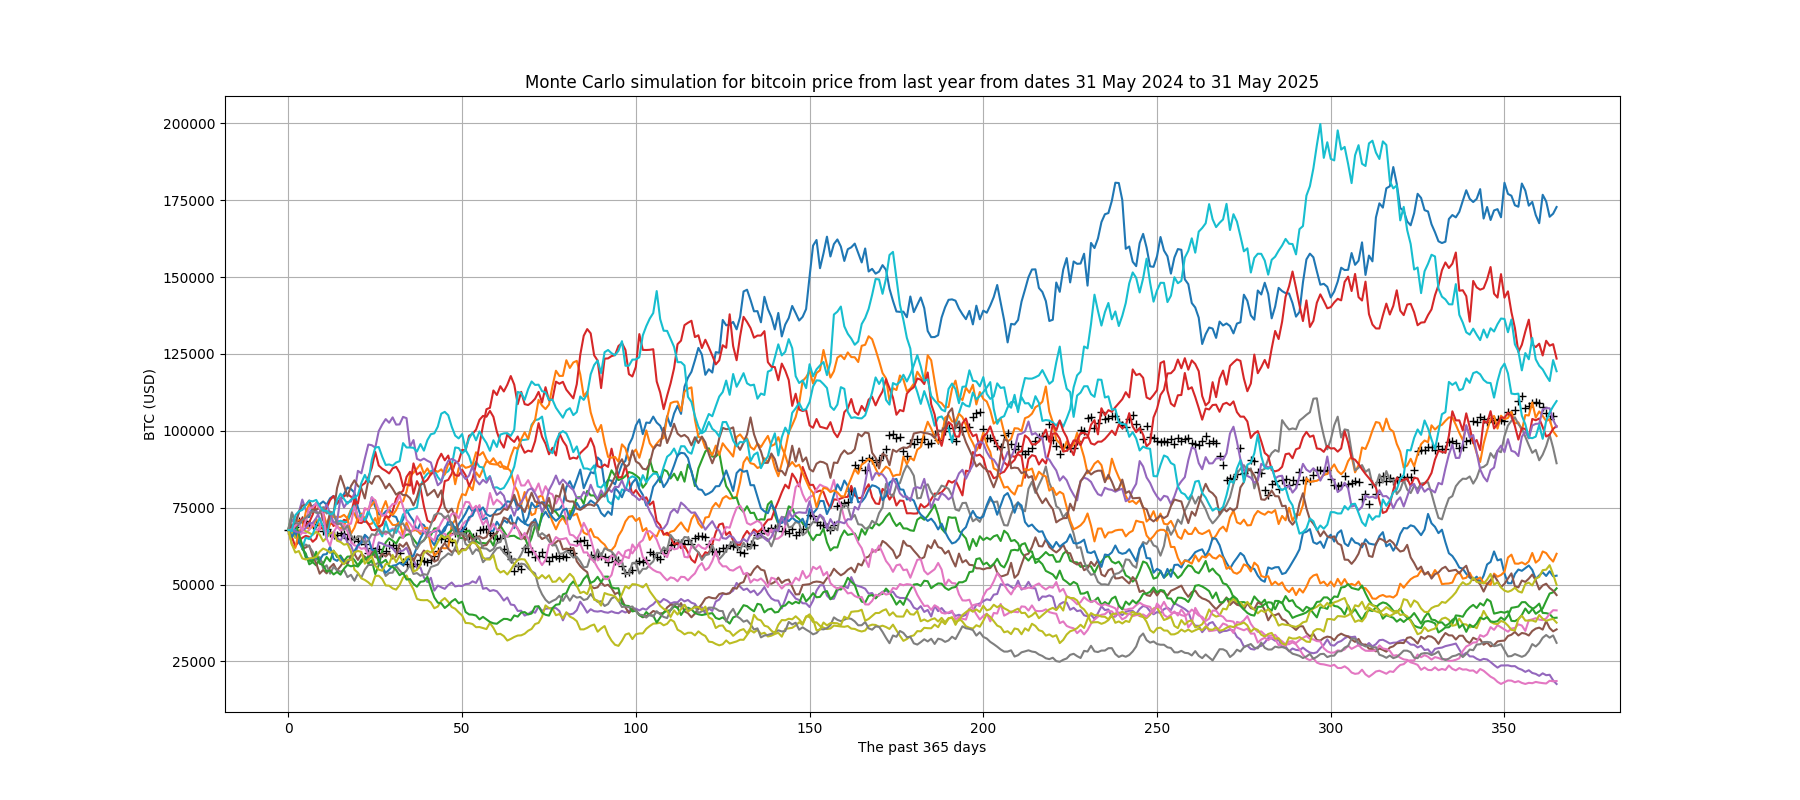 Monte Carlo simulation for bitcoin price from last year from dates 31 May 2024 to 31 May 2025
200000
175000
150000
125000
100000
75000
50000
25000
BTC (USD)
0 50 100 150 200 250 300 350
The past 365 days